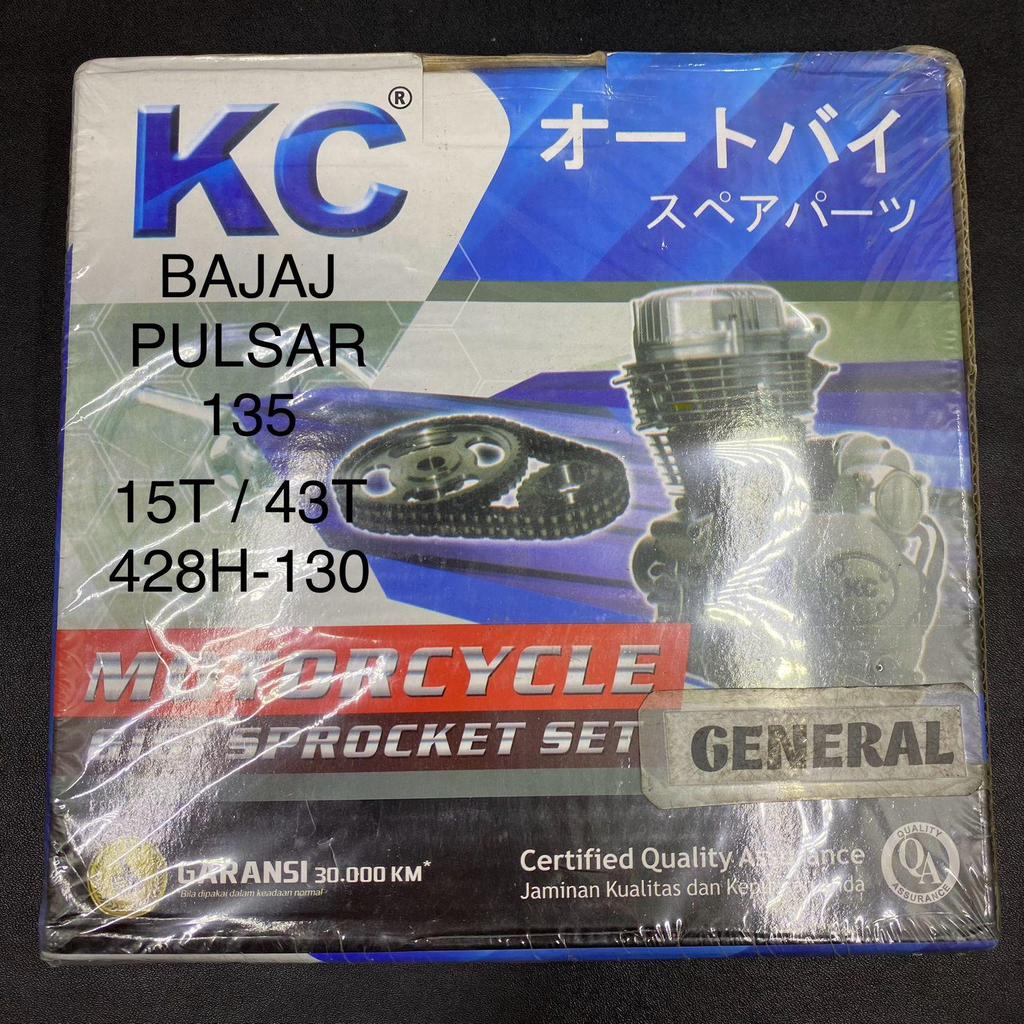 KC®
オートバイ
スペアパーツ
BAJAJ
PULSAR
135
15T / 43T
428H-130
MOTORCYCLE
SPROCKET SET
GENERAL
GARANSI 30.000 KM*
Bila dipakai dalam keadaan normal
Certified Quality Assurance
Jaminan Kualitas dan
QUALITY
QA
ASSURANCE
KC